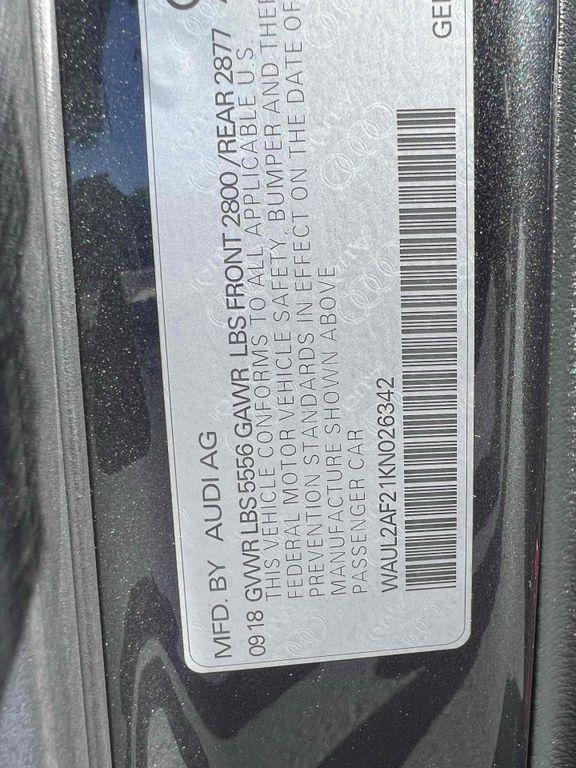 MFD. BY AUDI AG
09 18 GVWR LBS 5556 GAWR LBS FRONT 2800 /REAR 2877
THIS VEHICLE CONFORMS TO ALL APPLICABLE U.S.
FEDERAL MOTOR VEHICLE SAFETY, BUMPER AND
PREVENTION STANDARDS IN EFFECT ON THE DATE OF
MANUFACTURE SHOWN ABOVE
PASSENGER CAR
WAUL2AF21KN026342